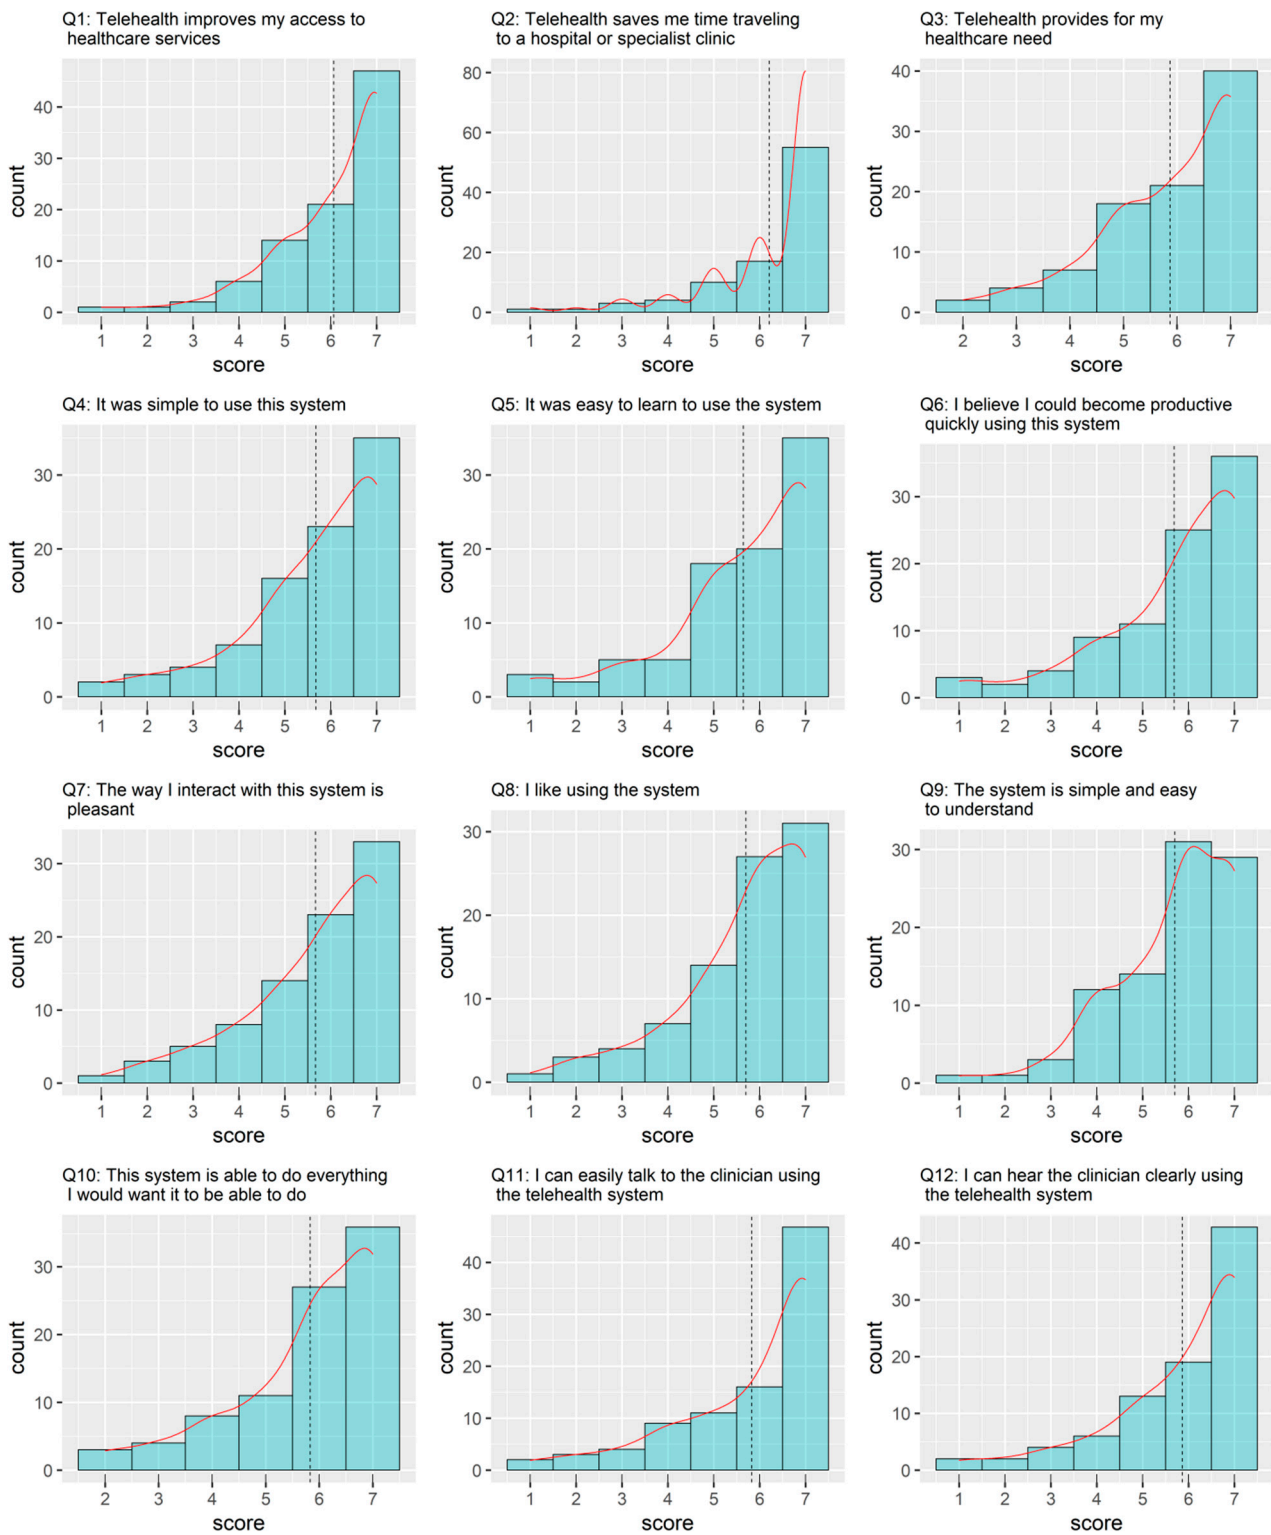 Q1: Telehealth improves my access to
healthcare services
Q2: Telehealth saves me time traveling
to a hospital or specialist clinic
Q3: Telehealth provides for my
healthcare need
40
30
20
10
0
count
1 2 3 4 5 6 7
score
80
60
40
20
0
count
1 2 3 4 5 6 7
score
40
30
20
10
0
count
2 3 4 5 6 7
score
Q4: It was simple to use this system
Q5: It was easy to learn to use the system
Q6: I believe I could become productive
quickly using this system
30
20
10
0
count
1 2 3 4 5 6 7
score
30
20
10
0
count
1 2 3 4 5 6 7
score
30
20
10
0
count
1 2 3 4 5 6 7
score
Q7: The way I interact with this system is
pleasant
Q8: I like using the system
Q9: The system is simple and easy
to understand
30
20
10
0
count
1 2 3 4 5 6 7
score
30
20
10
0
count
1 2 3 4 5 6 7
score
30
20
10
0
count
1 2 3 4 5 6 7
score
Q10: This system is able to do everything
I would want it to be able to do
Q11: I can easily talk to the clinician using
the telehealth system
Q12: I can hear the clinician clearly using
the telehealth system
30
20
10
0
count
2 3 4 5 6 7
score
40
30
20
10
0
count
1 2 3 4 5 6 7
score
40
30
20
10
0
count
1 2 3 4 5 6 7
score